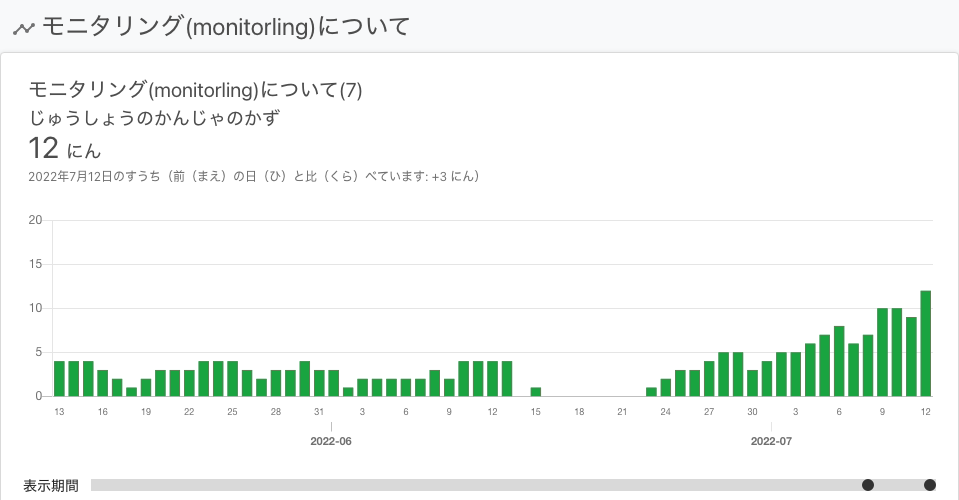 モニタリング(monitorling)について
モニタリング(monitorling)について(7)
じゅうしょうのかんじゃのかず
12 にん
2022年7月12日のすうち（前（まえ）の日（ひ）と比（くら）べています: +3 にん）
20
15
10
5
0
13 16 19 22 25 28 31 3 6 9 12 15 18 21 24 27 30 3 6 9 12
2022-06 2022-07
表示期間